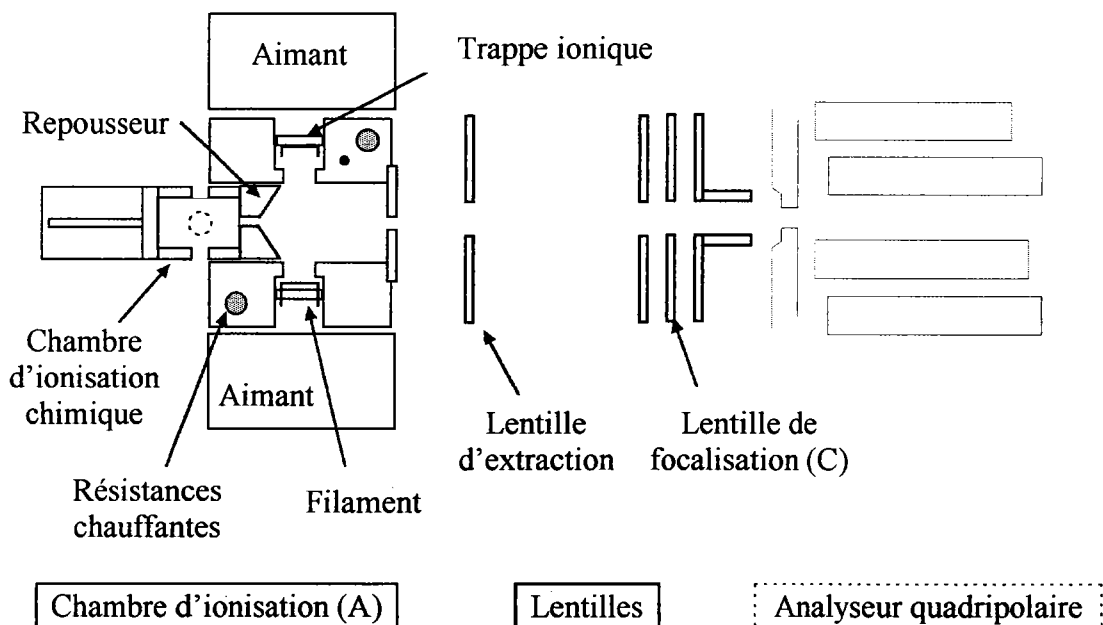 Aimant
Trappe ionique
Repousseur
Chambre
d'ionisation
chimique
Aimant
Lentille
d'extraction
Lentille de
focalisation (C)
Résistances
chauffantes
Filament
Chambre d'ionisation (A)
Lentilles
Analyseur quadripolaire